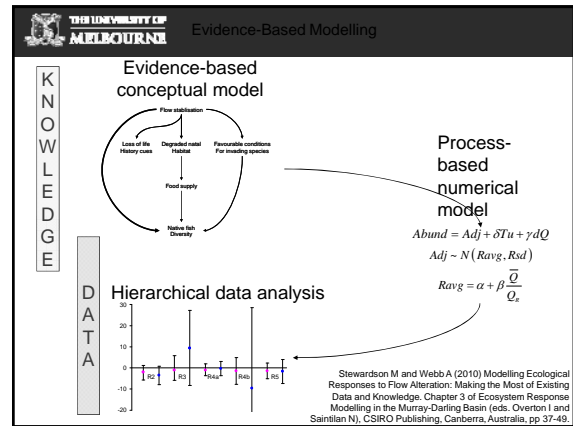 THE UNIVERSITY OF
MELBOURNE
Evidence-Based Modelling
KNOWLEDGE
Evidence-based
conceptual model
Flow stabilisation
Loss of life
History cues
Degraded natal
Habitat
Favourable conditions
For invading species
Food supply
Native fish
Diversity
Process-
based
numerical
model
Abund = Adj + δTu + γdQ
Adj ~ N(Ravg, Rsd)
Ravg = α + β Q̅/Q_R
DATA
Hierarchical data analysis
30
20
10
0
-10
-20
R2 R3 R4a R4b R5
Stewardson M and Webb A (2010) Modelling Ecological
Responses to Flow Alteration: Making the Most of Existing
Data and Knowledge. Chapter 3 of Ecosystem Response
Modelling in the Murray-Darling Basin (eds. Overton I and
Saintilan N), CSIRO Publishing, Canberra, Australia, pp 37-49.